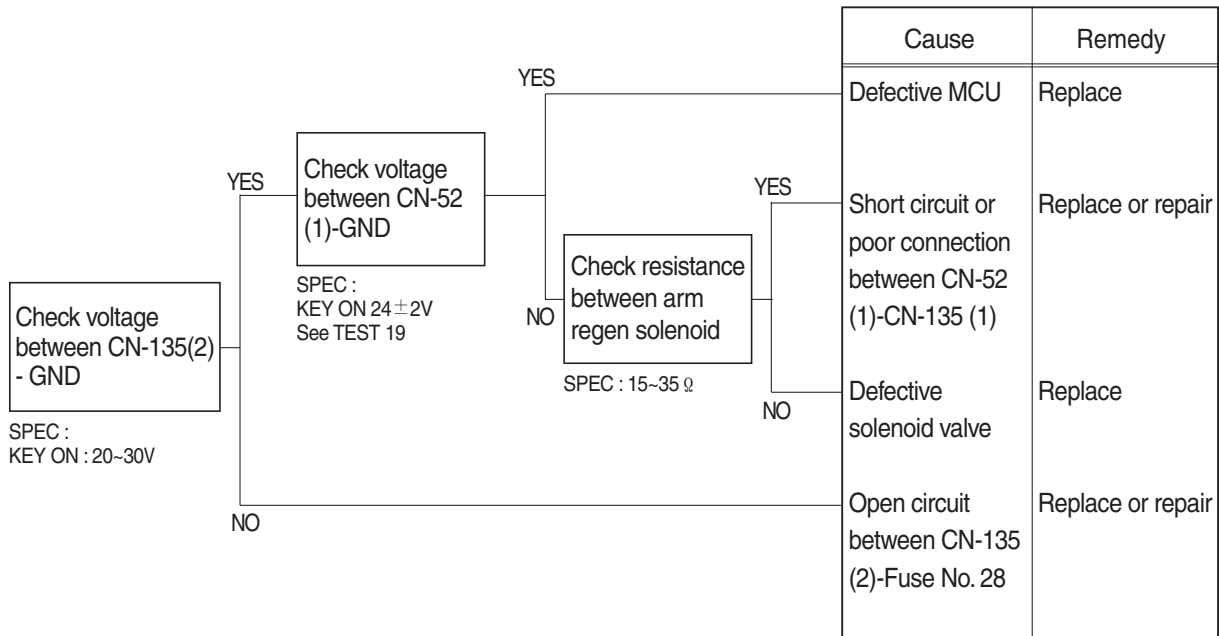 Check voltage
between CN-135(2)
- GND
SPEC :
KEY ON : 20~30V
YES
NO
Check voltage
between CN-52
(1)-GND
SPEC :
KEY ON 24±2V
See TEST 19
YES
NO
Check resistance
between arm
regen solenoid
SPEC : 15~35 Ω
YES
NO
Cause Remedy
Defective MCU Replace
Short circuit or Replace or repair
poor connection
between CN-52
(1)-CN-135 (1)
Defective Replace
solenoid valve
Open circuit Replace or repair
between CN-135
(2)-Fuse No. 28